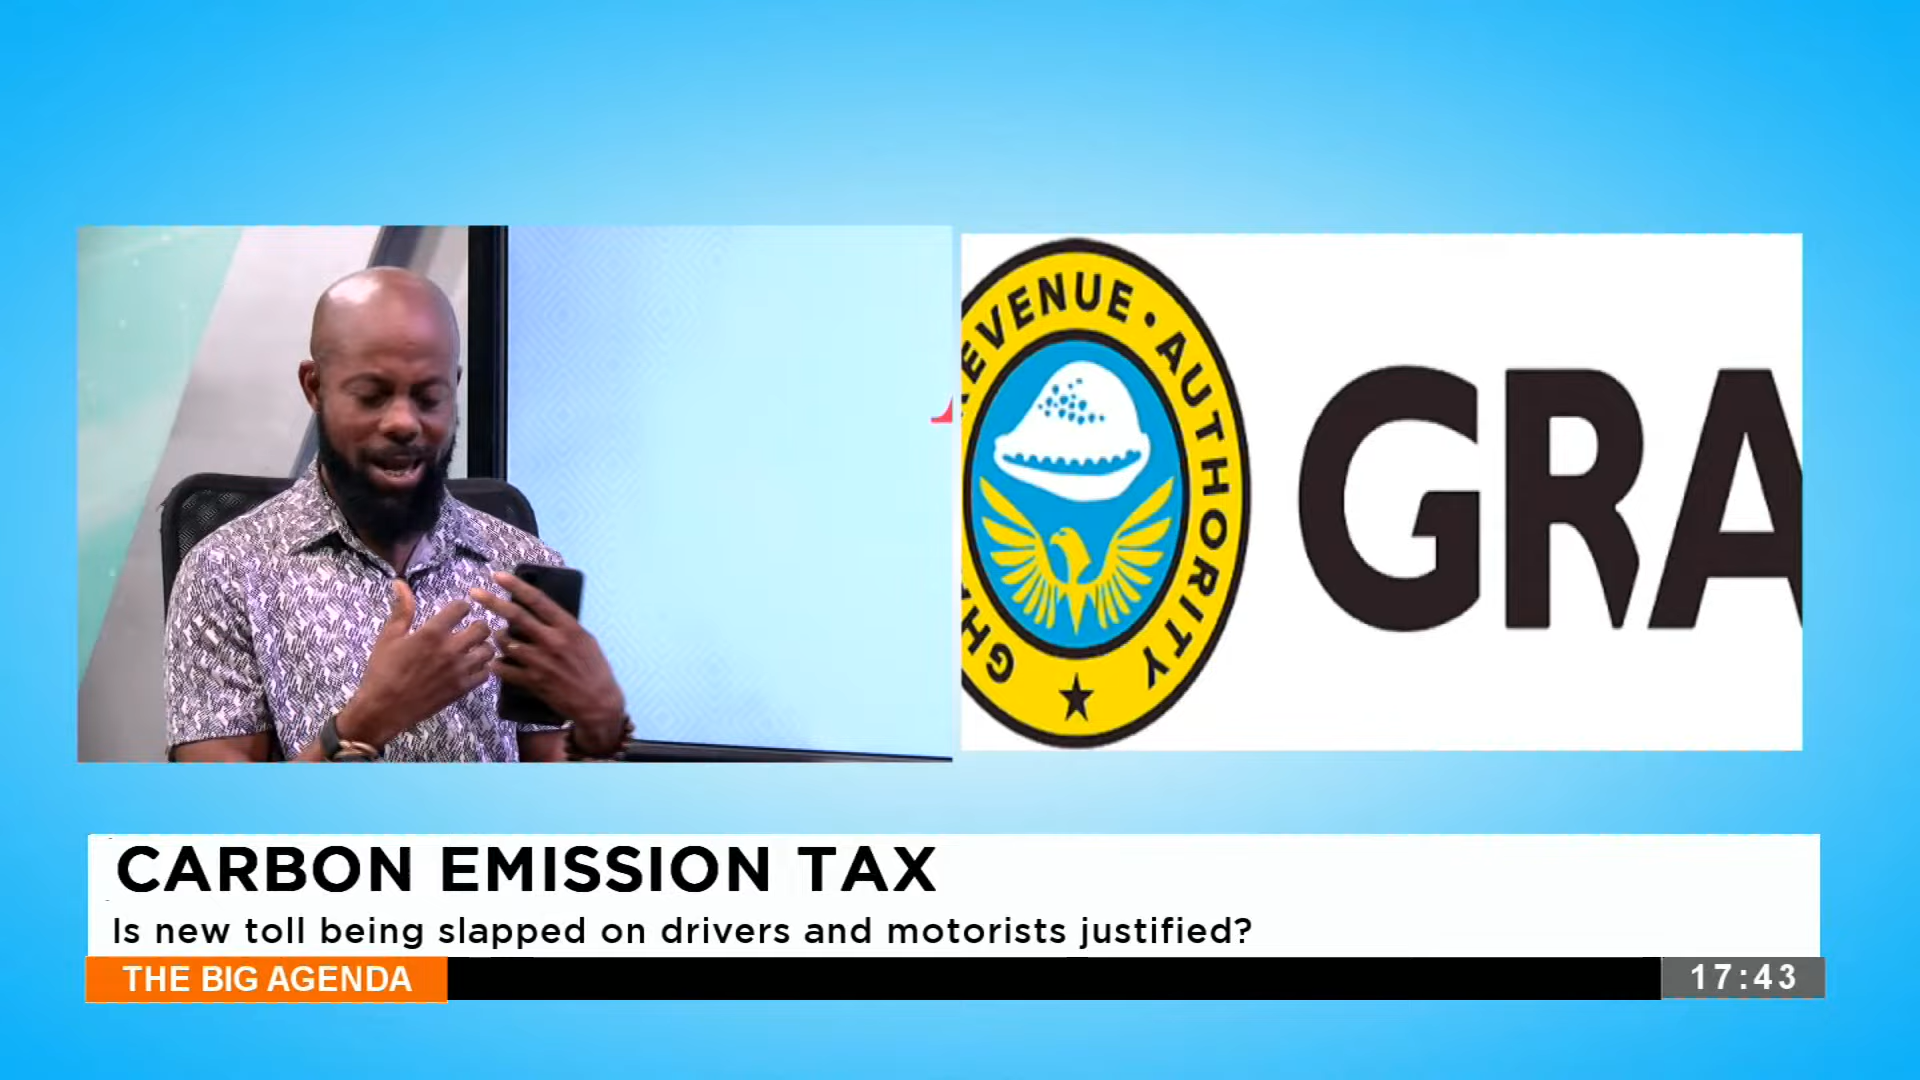 REVENUE • AUTHORITY
GH
GRA
CARBON EMISSION TAX
Is new toll being slapped on drivers and motorists justified?
THE BIG AGENDA
17:43